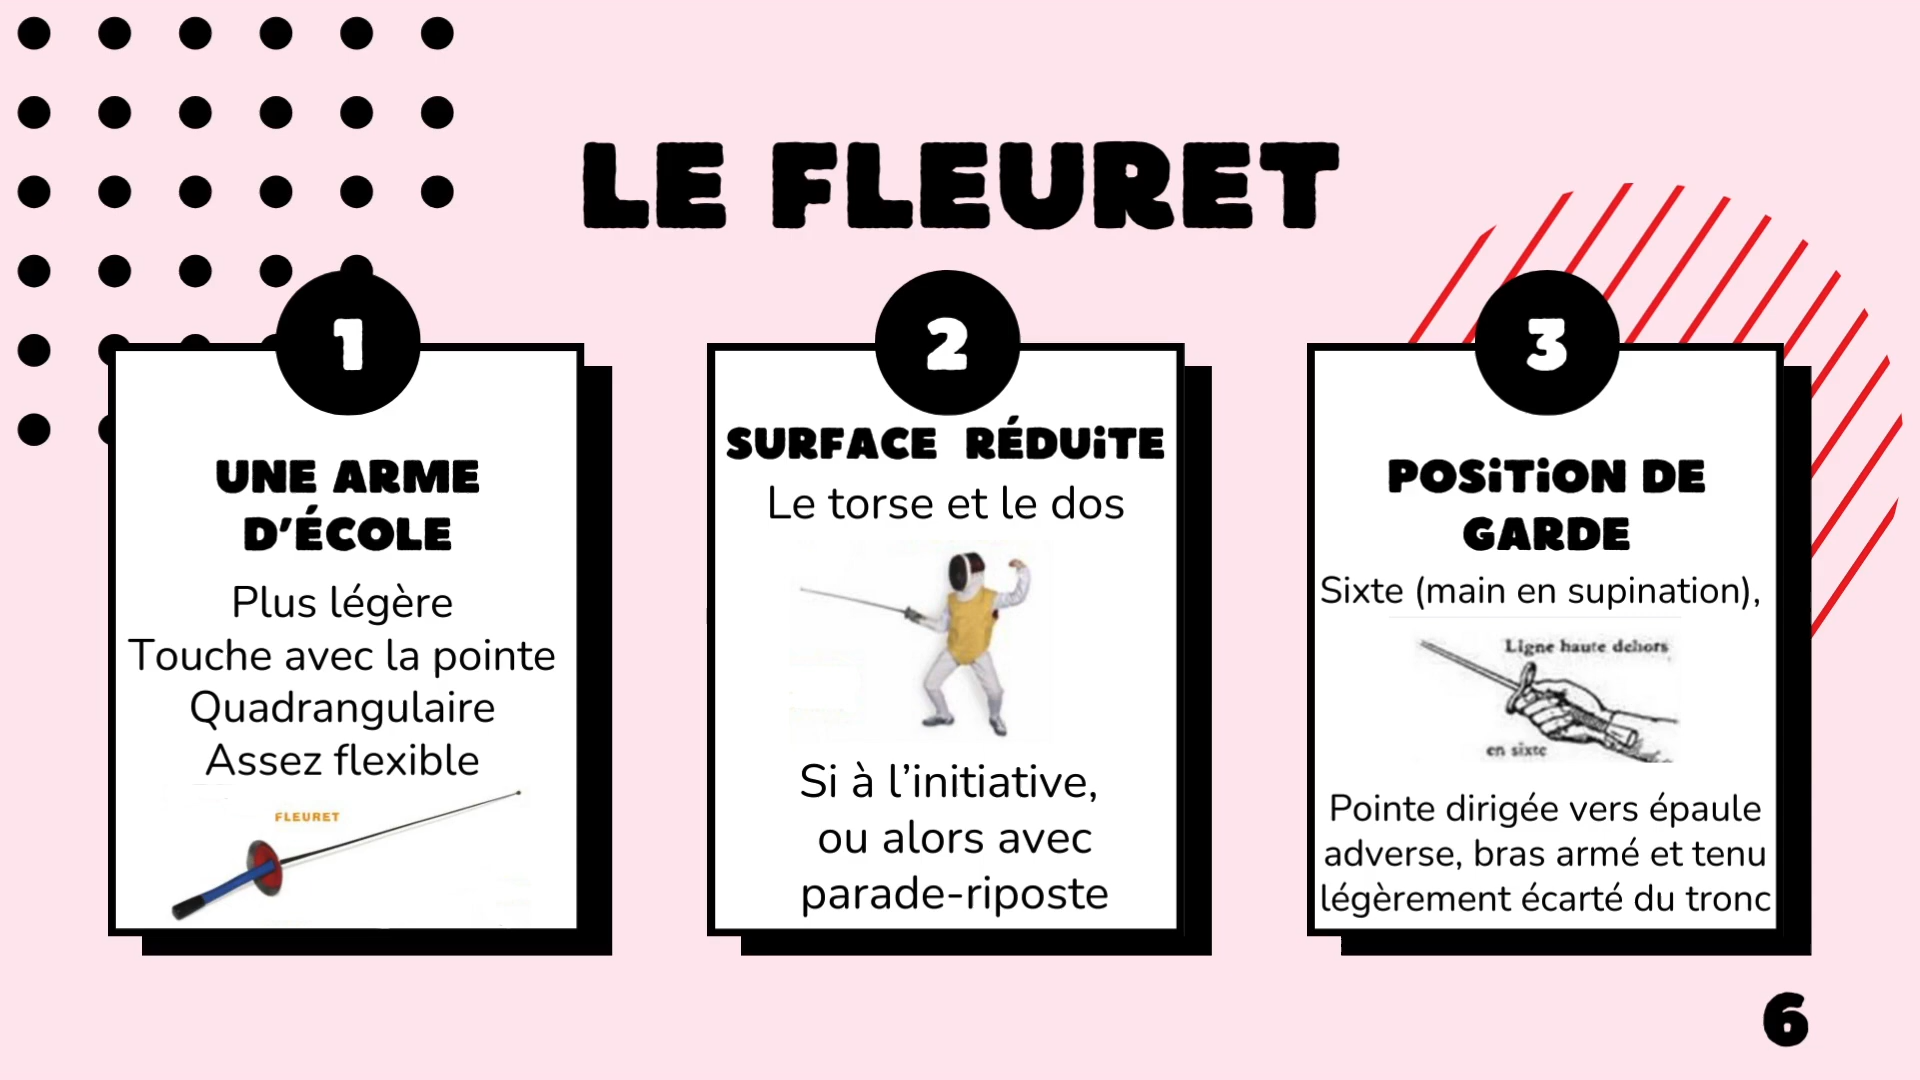 LE FLEURET
1
UNE ARME
D'ÉCOLE
Plus légère
Touche avec la pointe
Quadrangulaire
Assez flexible
FLEURET
2
SURFACE RÉDUiTE
Le torse et le dos
Si à l'initiative,
ou alors avec
parade-riposte
3
POSiTiON DE
GARDE
Sixte (main en supination),
Ligne haute dehors
en sixte
Pointe dirigée vers épaule
adverse, bras armé et tenu
légèrement écarté du tronc
6